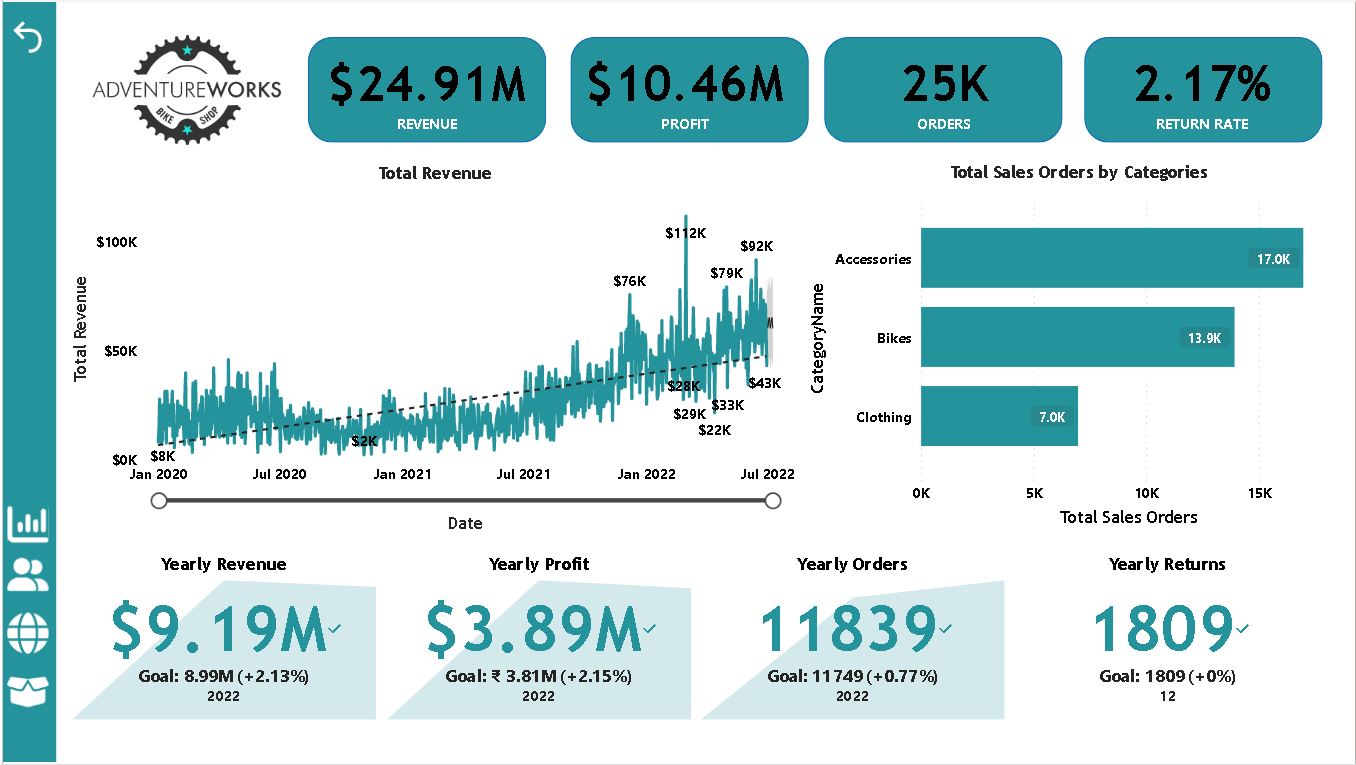 ADVENTUREWORKS
BIKE SHOP
$24.91M
REVENUE
$10.46M
PROFIT
25K
ORDERS
2.17%
RETURN RATE
Total Revenue
Total Revenue
$100K
$50K
$0K
$8K
$2K
$76K
$112K
$79K
$92K
$28K
$29K
$33K
$22K
$43K
Jan 2020
Jul 2020
Jan 2021
Jul 2021
Jan 2022
Jul 2022
Date
Total Sales Orders by Categories
CategoryName
Accessories
17.0K
Bikes
13.9K
Clothing
7.0K
0K
5K
10K
15K
Total Sales Orders
Yearly Revenue
$9.19M
Goal: 8.99M (+2.13%)
2022
Yearly Profit
$3.89M
Goal: ₹ 3.81M (+2.15%)
2022
Yearly Orders
11839
Goal: 11749 (+0.77%)
2022
Yearly Returns
1809
Goal: 1809 (+0%)
12